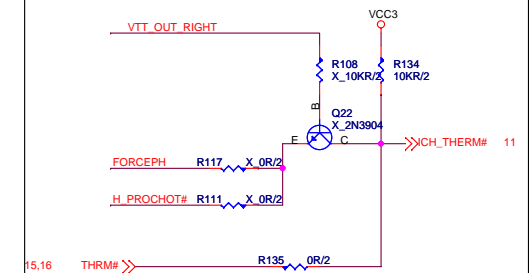 VCC3
VTT_OUT_RIGHT
R108
X_10KR/2
R134
10KR/2
B
Q22
X_2N3904
E
C
ICH_THERM# 11
FORCEPH
R117
X_0R/2
H_PROCHOT#
R111
X_0R/2
15,16
THRM#
R135
0R/2